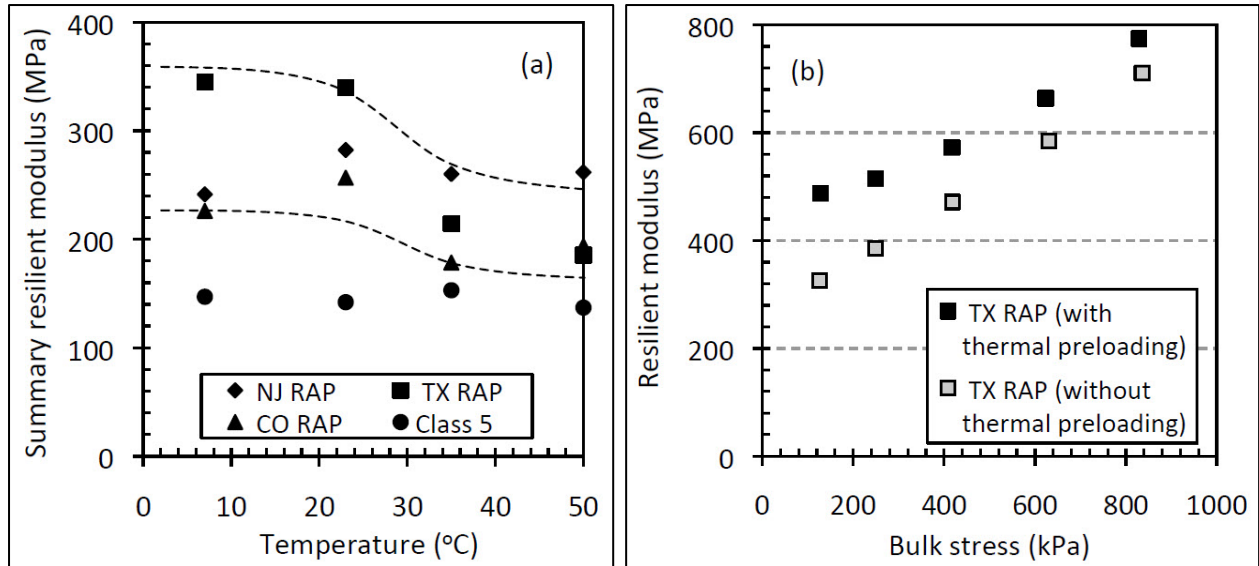 (a)
Summary resilient modulus (MPa)
400
300
200
100
0
NJ RAP
TX RAP
CO RAP
Class 5
0 10 20 30 40 50
Temperature (°C)
(b)
Resilient modulus (MPa)
800
600
400
200
0
TX RAP (with
thermal preloading)
TX RAP (without
thermal preloading)
0 200 400 600 800 1000
Bulk stress (kPa)